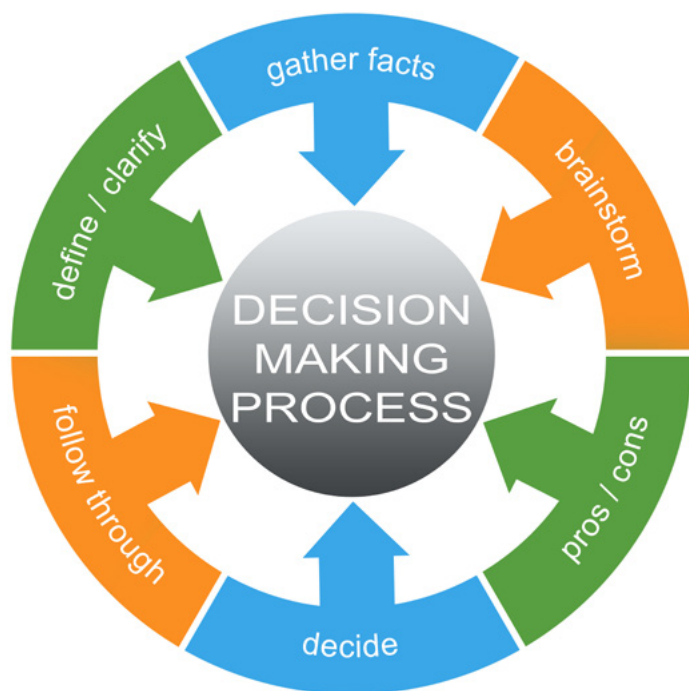 gather facts
brainstorm
pros / cons
decide
follow through
define / clarify
DECISION
MAKING
PROCESS